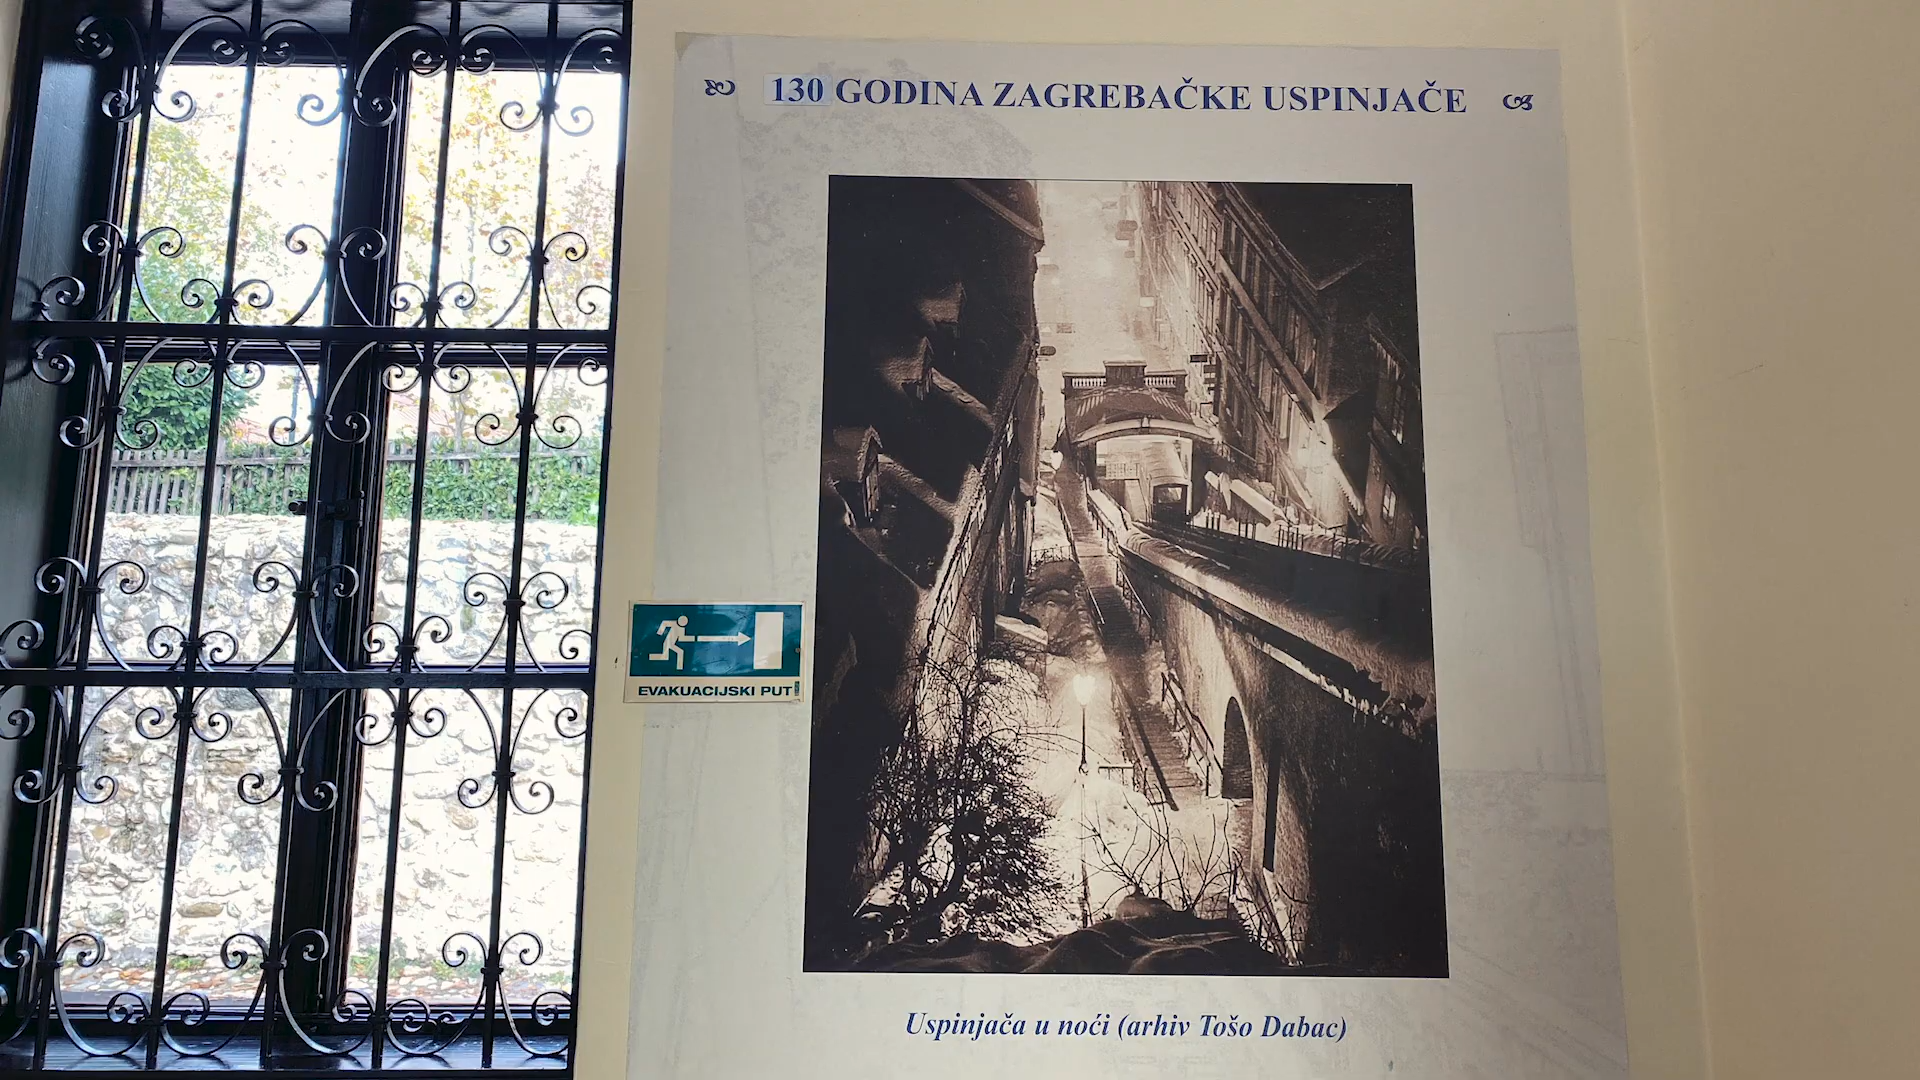 130 GODINA ZAGREBAČKE USPINJAČE
EVAKUACIJSKI PUT
Uspinjača u noći (arhiv Tošo Dabac)